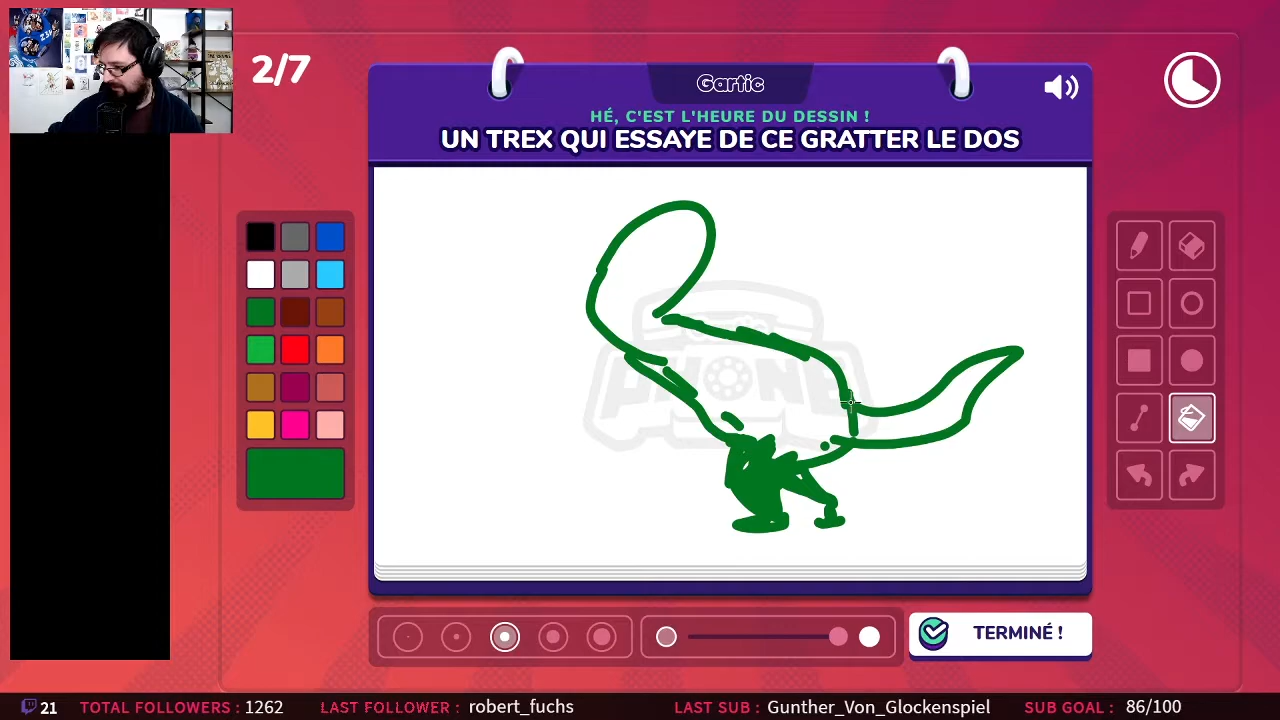 2/7
Gartic
HÉ, C'EST L'HEURE DU DESSIN !
UN TREX QUI ESSAYE DE CE GRATTER LE DOS
PHONE
TERMINÉ !
21 TOTAL FOLLOWERS : 1262 LAST FOLLOWER : robert_fuchs LAST SUB : Gunther_Von_Glockenspiel SUB GOAL : 86/100